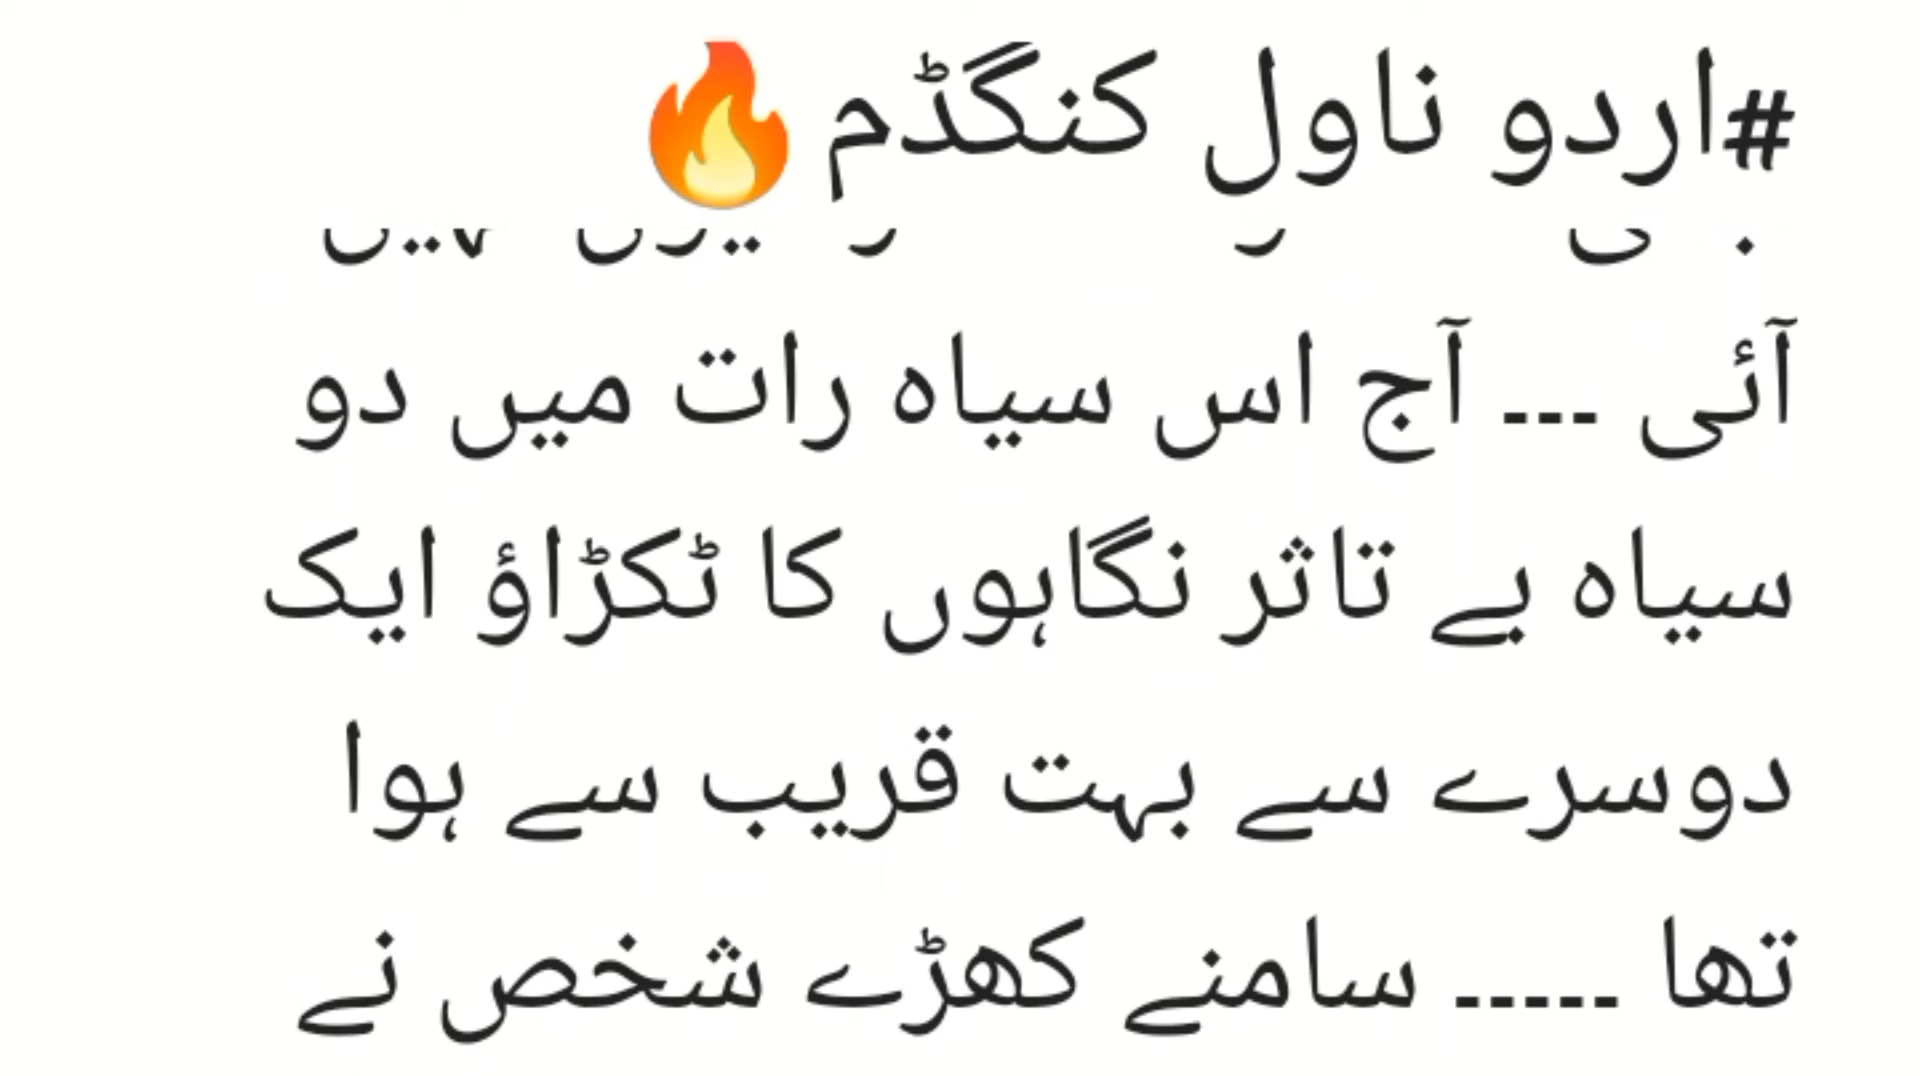 #اردو ناول کنگڈم🔥
آئی --- آج اس سیاہ رات میں دو
سیاہ بے تاثر نگاہوں کا ٹکڑاؤ ایک
دوسرے سے بہت قریب سے ہوا
تھا ----- سامنے کھڑے شخص نے